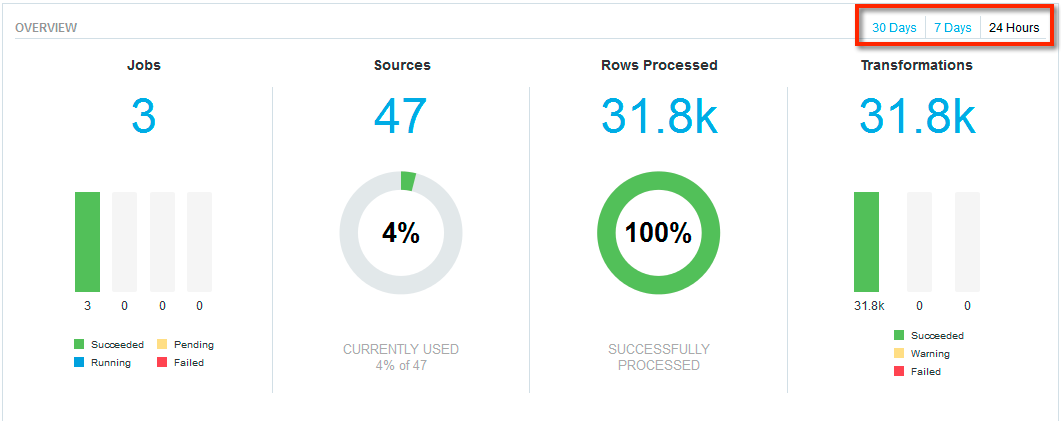 OVERVIEW
30 Days 7 Days 24 Hours
Jobs
3
3 0 0 0
Succeeded Pending
Running Failed
Sources
47
4%
CURRENTLY USED
4% of 47
Rows Processed
31.8k
100%
SUCCESSFULLY
PROCESSED
Transformations
31.8k
31.8k 0 0
Succeeded
Warning
Failed